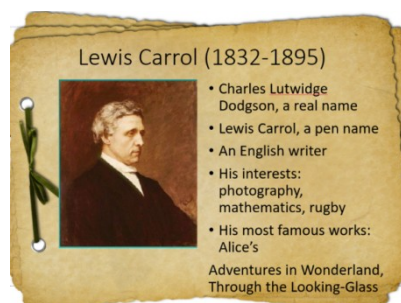 Lewis Carrol (1832-1895)
• Charles Lutwidge
Dodgson, a real name
• Lewis Carrol, a pen name
• An English writer
• His interests:
photography,
mathematics, rugby
• His most famous works:
Alice's
Adventures in Wonderland,
Through the Looking-Glass